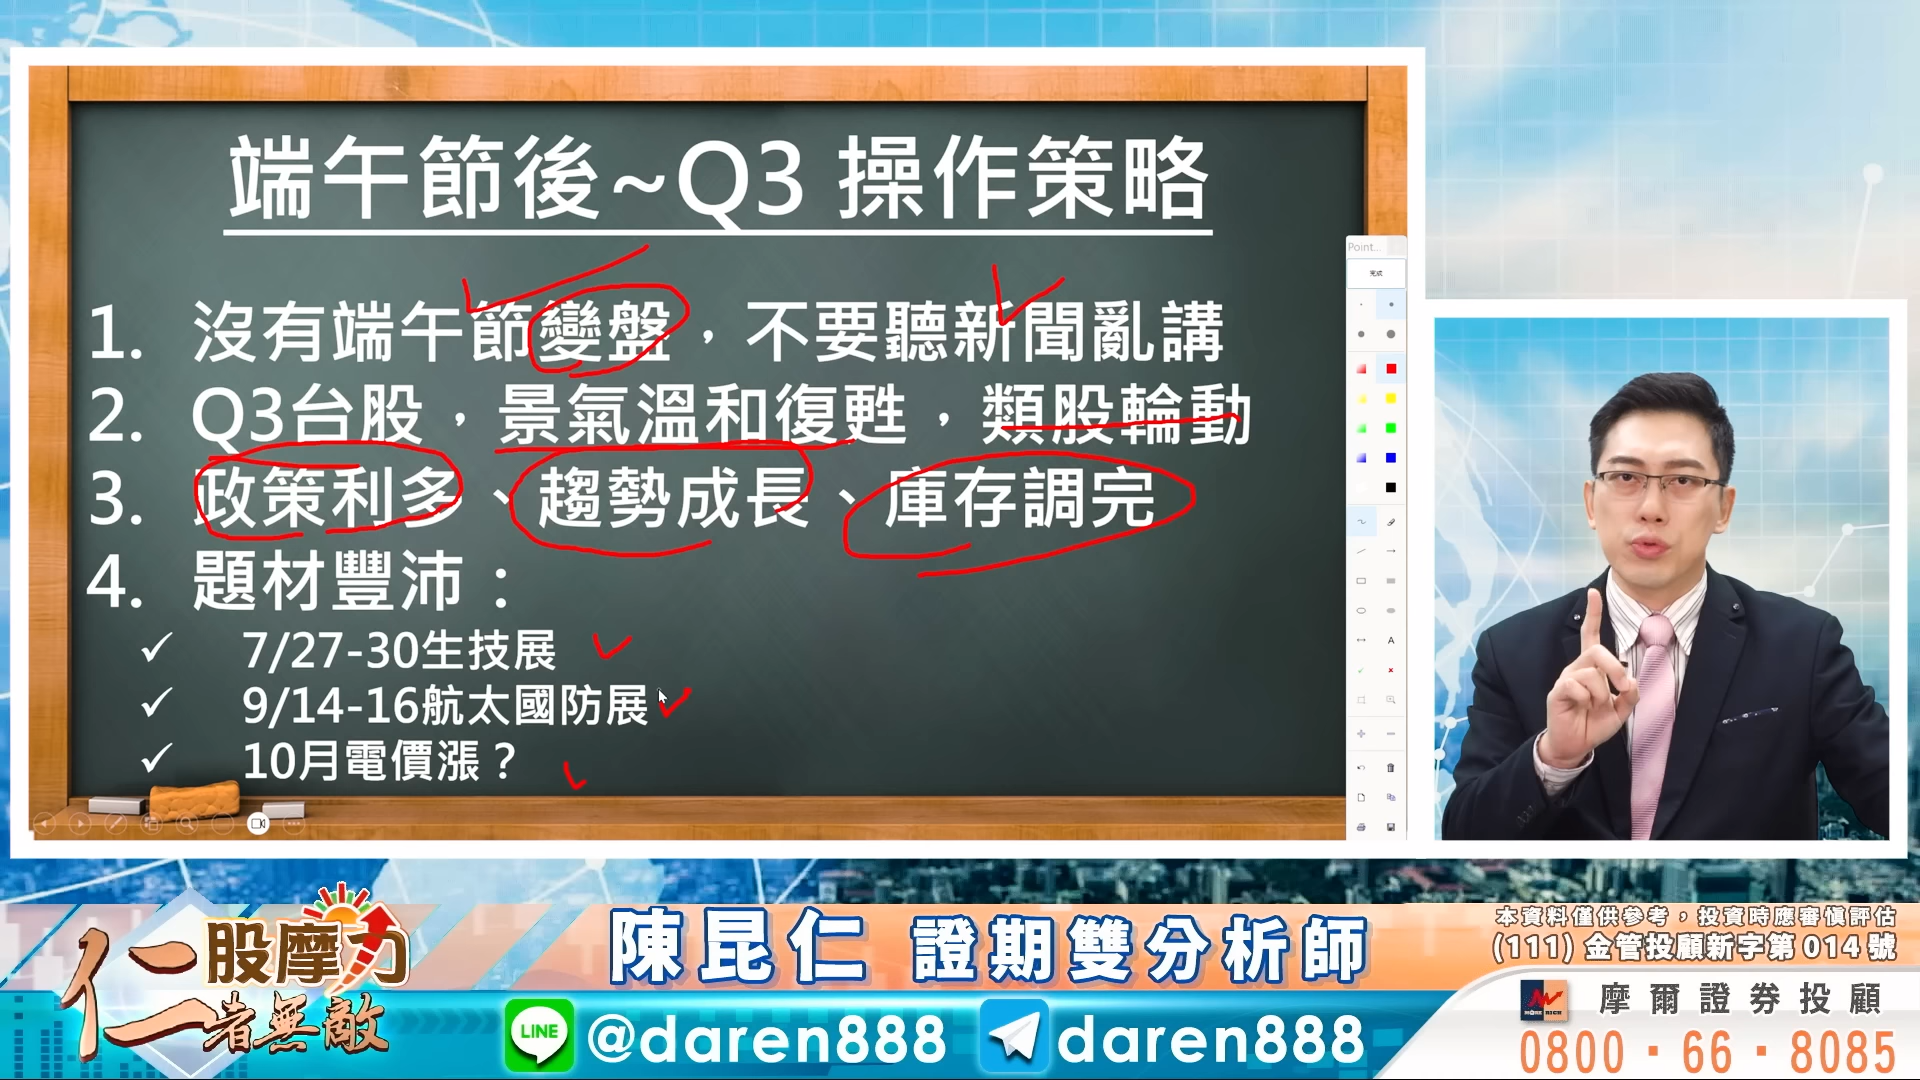 端午節後~Q3 操作策略
1. 沒有端午節變盤，不要聽新聞亂講
2. Q3台股，景氣溫和復甦，類股輪動
3. 政策利多、趨勢成長、庫存調完
4. 題材豐沛：
✓ 7/27-30生技展
✓ 9/14-16航太國防展
✓ 10月電價漲？
Point...
完成
A
股摩力
仁者無敵
陳昆仁 證期雙分析師
LINE @daren888 daren888
本資料僅供參考，投資時應審慎評估
(111) 金管投顧新字第014號
MORE RICH
摩爾證券投顧
0800·66·8085